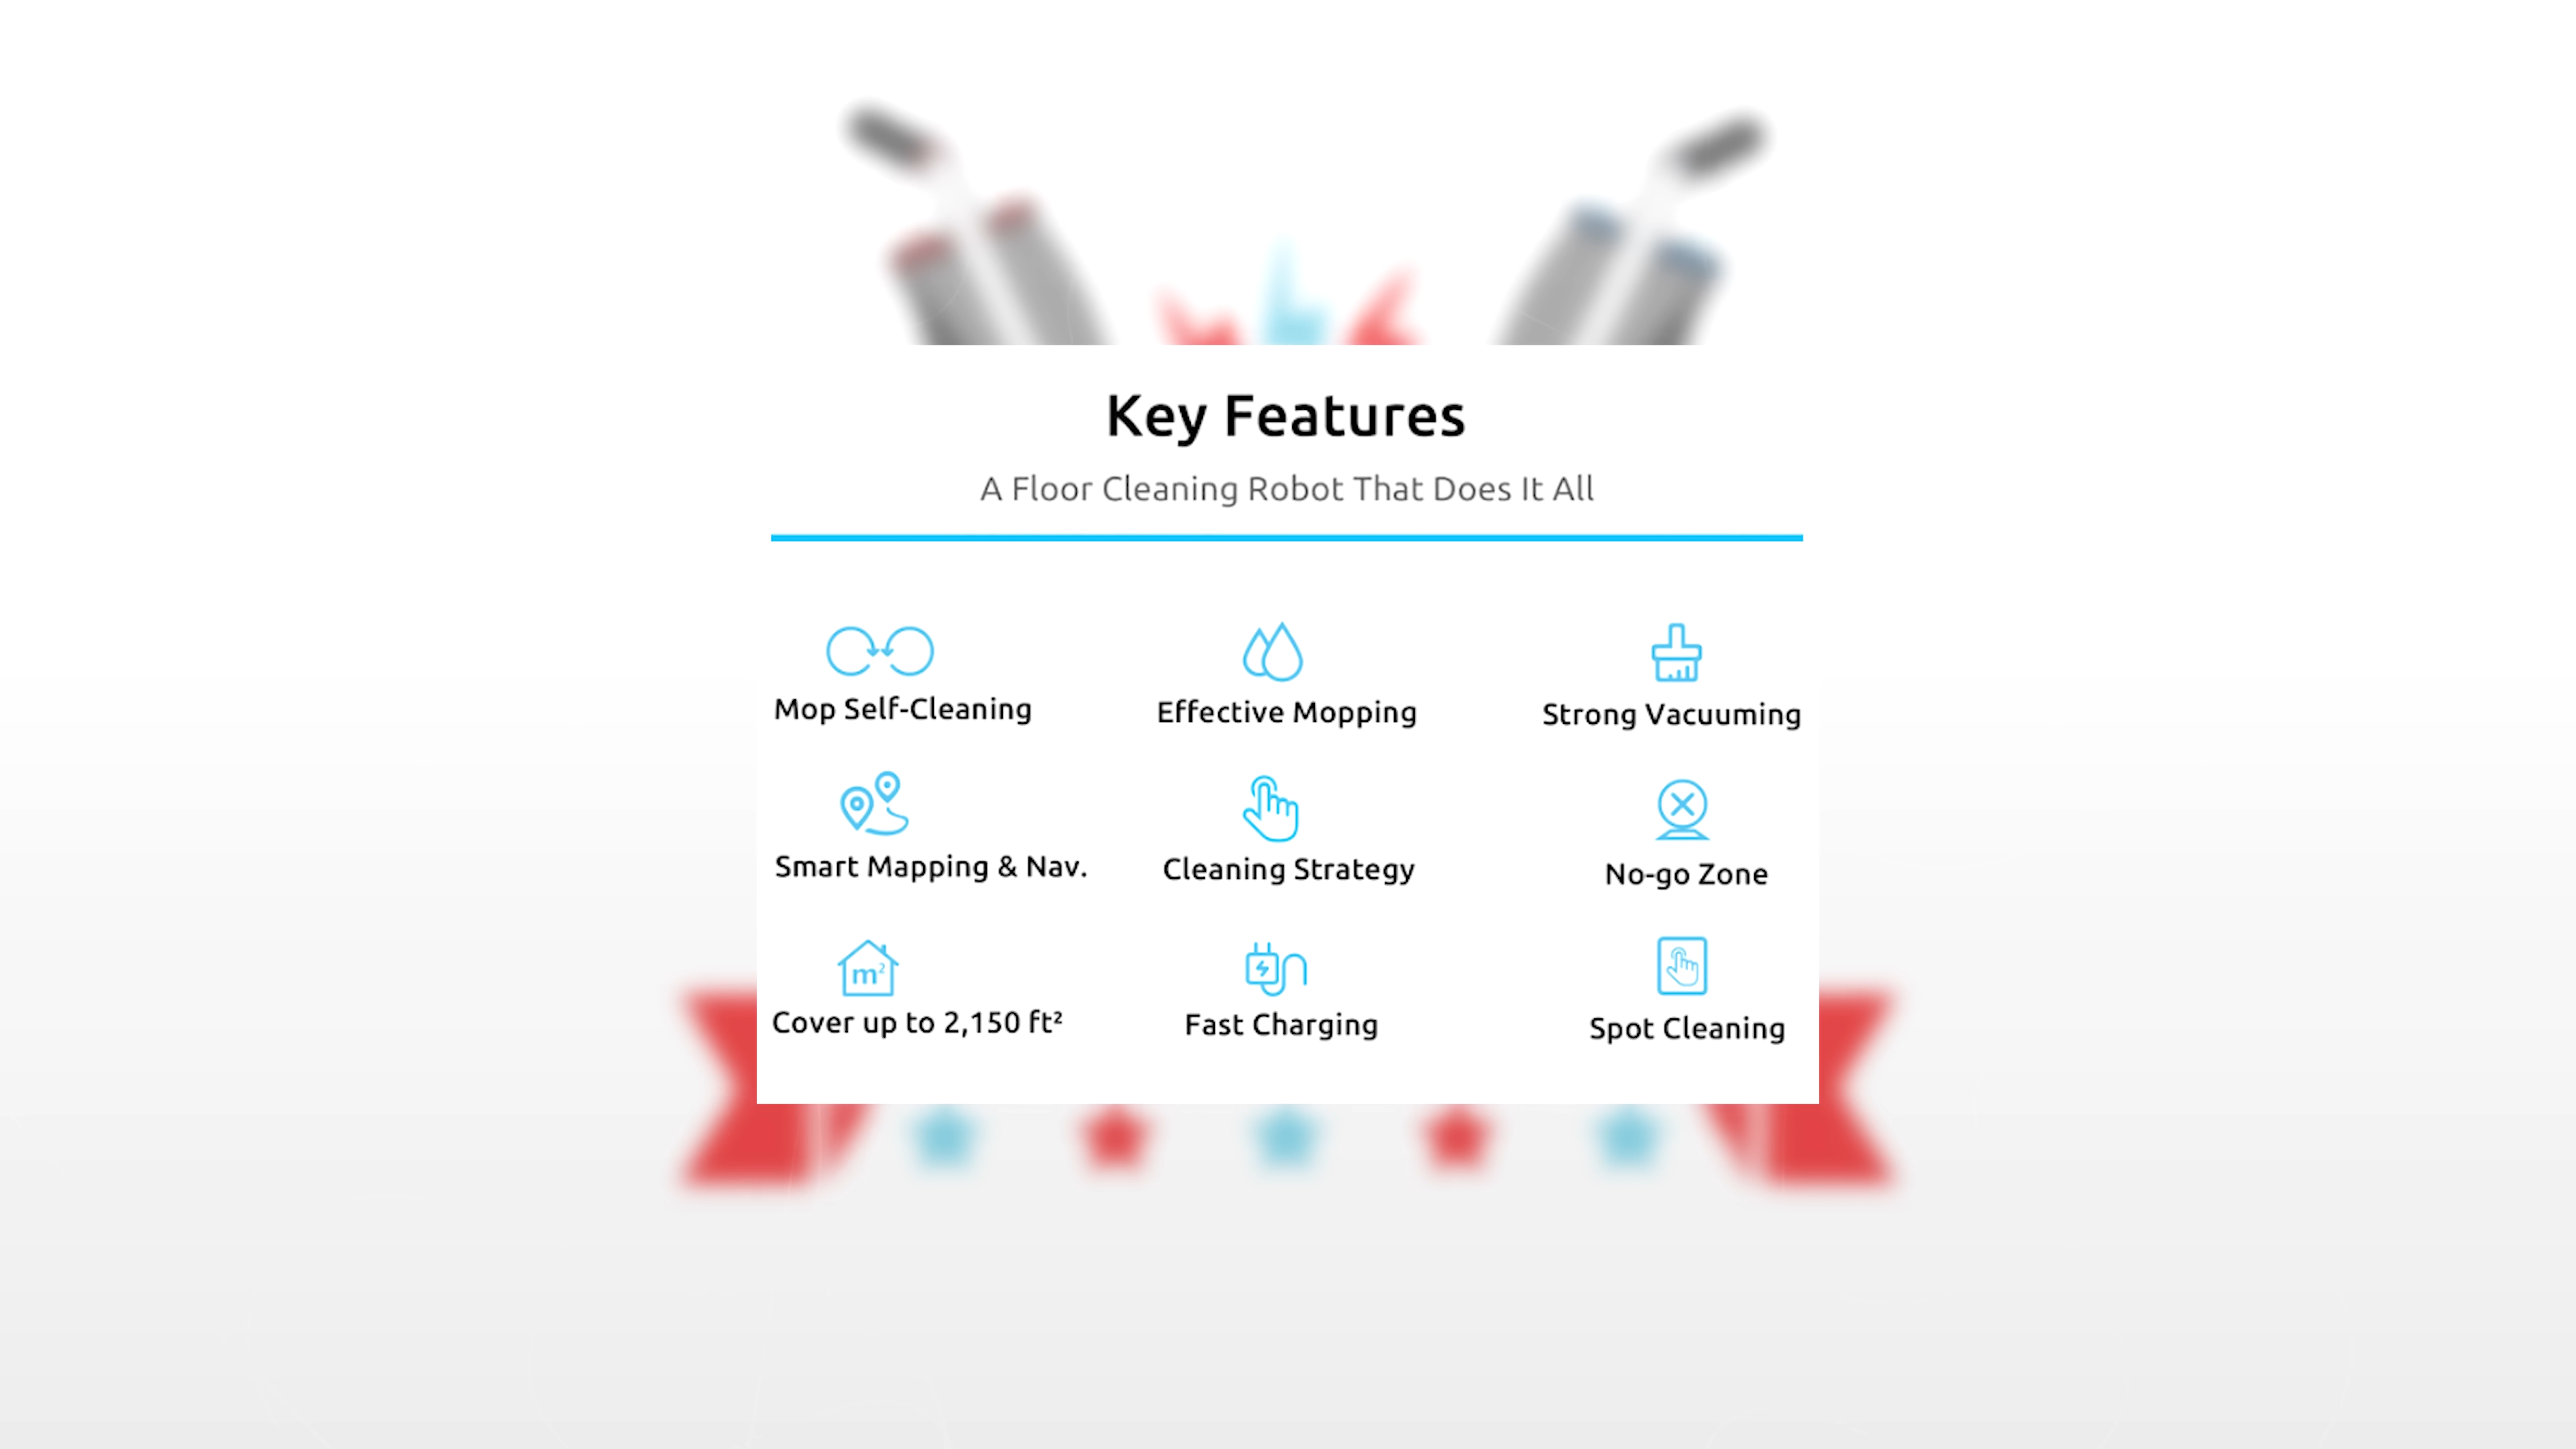 Key Features
A Floor Cleaning Robot That Does It All
Mop Self-Cleaning
Effective Mopping
Strong Vacuuming
Smart Mapping & Nav.
Cleaning Strategy
No-go Zone
m²
Cover up to 2,150 ft²
Fast Charging
Spot Cleaning